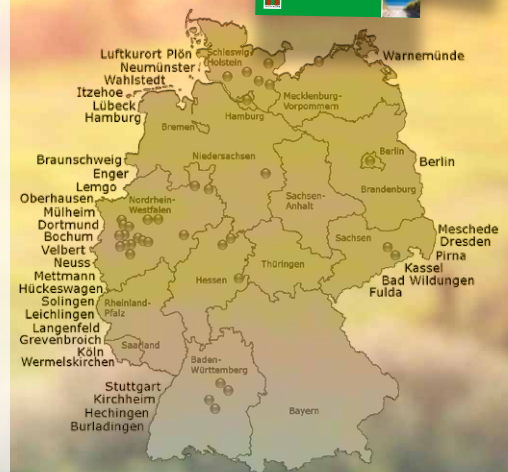 Luftkurort Plön
Neumünster
Wahlstedt
Itzehoe
Lübeck
Hamburg
Schleswig
Holstein
Warnemünde
Mecklenburg-
Vorpommern
Hamburg
Bremen
Niedersachsen
Berlin
Berlin
Brandenburg
Braunschweig
Enger
Lemgo
Oberhausen
Mülheim
Dortmund
Bochum
Velbert
Neuss
Mettmann
Hückeswagen
Solingen
Leichlingen
Langenfeld
Grevenbroich
Köln
Wermelskirchen
Nordrhein-
Westfalen
Sachsen-
Anhalt
Sachsen
Meschede
Dresden
Pirna
Kassel
Bad Wildungen
Fulda
Hessen
Thüringen
Rheinland-
Pfalz
Saarland
Baden-
Württemberg
Stuttgart
Kirchheim
Hechingen
Burladingen
Bayern